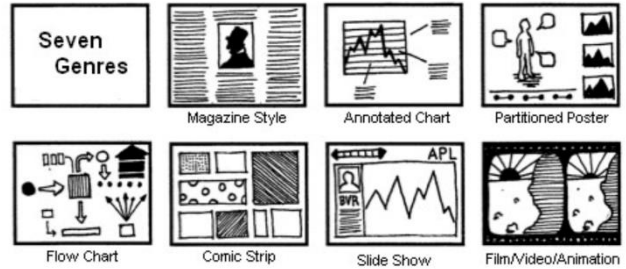 Seven
Genres
Magazine Style
Annotated Chart
Partitioned Poster
APL
BVR
Flow Chart
Comic Strip
Slide Show
Film/Video/Animation